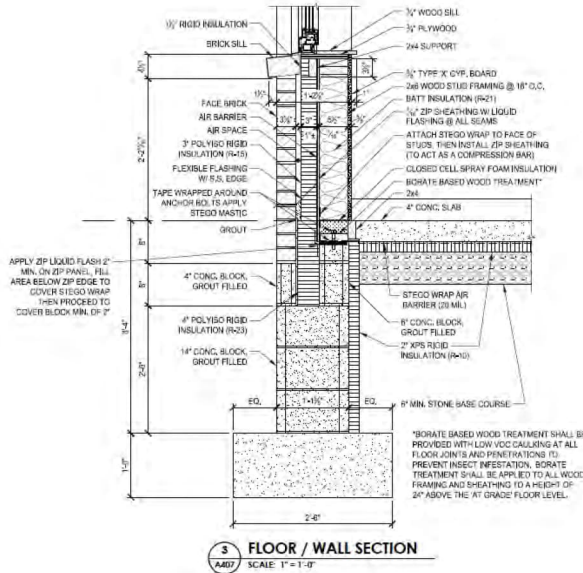 1½" RIGID INSULATION
BRICK SILL
FACE BRICK
AIR BARRIER
AIR SPACE
3" POLYISO RIGID
INSULATION (R-15)
FLEXIBLE FLASHING
W/ S.S. EDGE
TAPE WRAPPED AROUND
ANCHOR BOLTS APPLY
STEGO MASTIC
GROUT
APPLY ZIP LIQUID FLASH 2"
MIN. ON ZIP PANEL, FILL
AREA BELOW ZIP EDGE TO
COVER STEGO WRAP
THEN PROCEED TO
COVER BLOCK MIN. OF 2"
4" CONC. BLOCK,
GROUT FILLED
4" POLYISO RIGID
INSULATION (R-23)
14" CONC. BLOCK,
GROUT FILLED
¾" WOOD SILL
¾" PLYWOOD
2x4 SUPPORT
⅝" TYPE 'X' GYP. BOARD
2x6 WOOD STUD FRAMING @ 16" O.C.
BATT INSULATION (R-21)
ZIP SHEATHING W/ LIQUID
FLASHING @ ALL SEAMS
ATTACH STEGO WRAP TO FACE OF
STUDS, THEN INSTALL ZIP SHEATHING
(TO ACT AS A COMPRESSION BAR)
CLOSED CELL SPRAY FOAM INSULATION
BORATE BASED WOOD TREATMENT*
2x4
4" CONC. SLAB
STEGO WRAP AIR
BARRIER (20 MIL)
6" CONC. BLOCK,
GROUT FILLED
2" XPS RIGID
INSULATION (R-10)
6" MIN. STONE BASE COURSE
8"
8"
3'-4"
2'-8"
1'-0"
EQ.
1'-1⅝"
EQ.
2'-6"
*BORATE BASED WOOD TREATMENT SHALL BE
PROVIDED WITH LOW VOC CAULKING AT ALL
FLOOR JOINTS AND PENETRATIONS TO
PREVENT INSECT INFESTATION. BORATE
TREATMENT SHALL BE APPLIED TO ALL WOOD
FRAMING AND SHEATHING TO A HEIGHT OF
24" ABOVE THE 'AT GRADE' FLOOR LEVEL.
3
A407
FLOOR / WALL SECTION
SCALE: 1" = 1'-0"